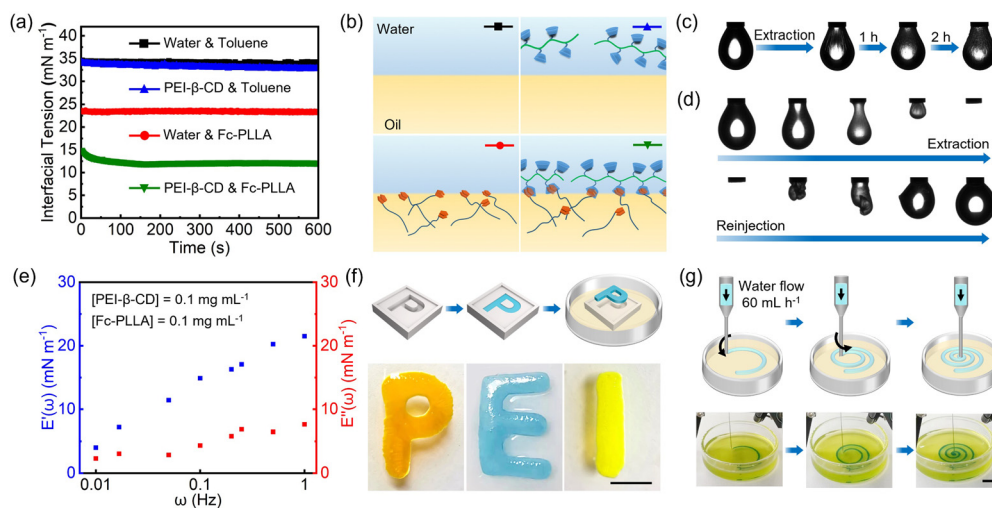 (a)
Interfacial Tension (mN m⁻¹)
45
40
35
30
25
20
15
10
5
0
Water & Toluene
PEI-β-CD & Toluene
Water & Fc-PLLA
PEI-β-CD & Fc-PLLA
0 100 200 300 400 500 600
Time (s)
(b)
Water
Oil
(c)
Extraction
1 h
2 h
(d)
Extraction
Reinjection
(e)
[PEI-β-CD] = 0.1 mg mL⁻¹
[Fc-PLLA] = 0.1 mg mL⁻¹
E'(ω) (mN m⁻¹)
30
20
10
0
30
20
10
0
E''(ω) (mN m⁻¹)
0.01 0.1 1
ω (Hz)
(f)
P
P
P
P E I
(g)
Water flow
60 mL h⁻¹